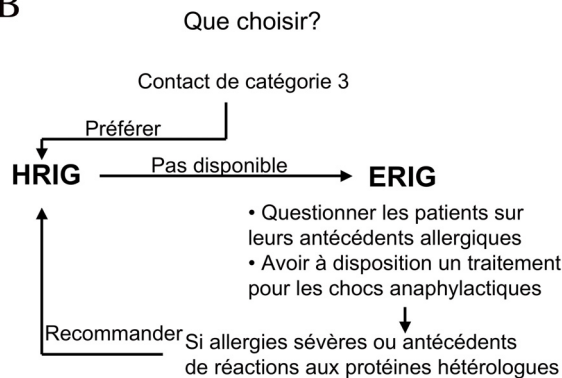 B
Que choisir?
Contact de catégorie 3
Préférer
HRIG
Pas disponible
ERIG
• Questionner les patients sur
leurs antécédents allergiques
• Avoir à disposition un traitement
pour les chocs anaphylactiques
Recommander
Si allergies sévères ou antécédents
de réactions aux protéines hétérologues